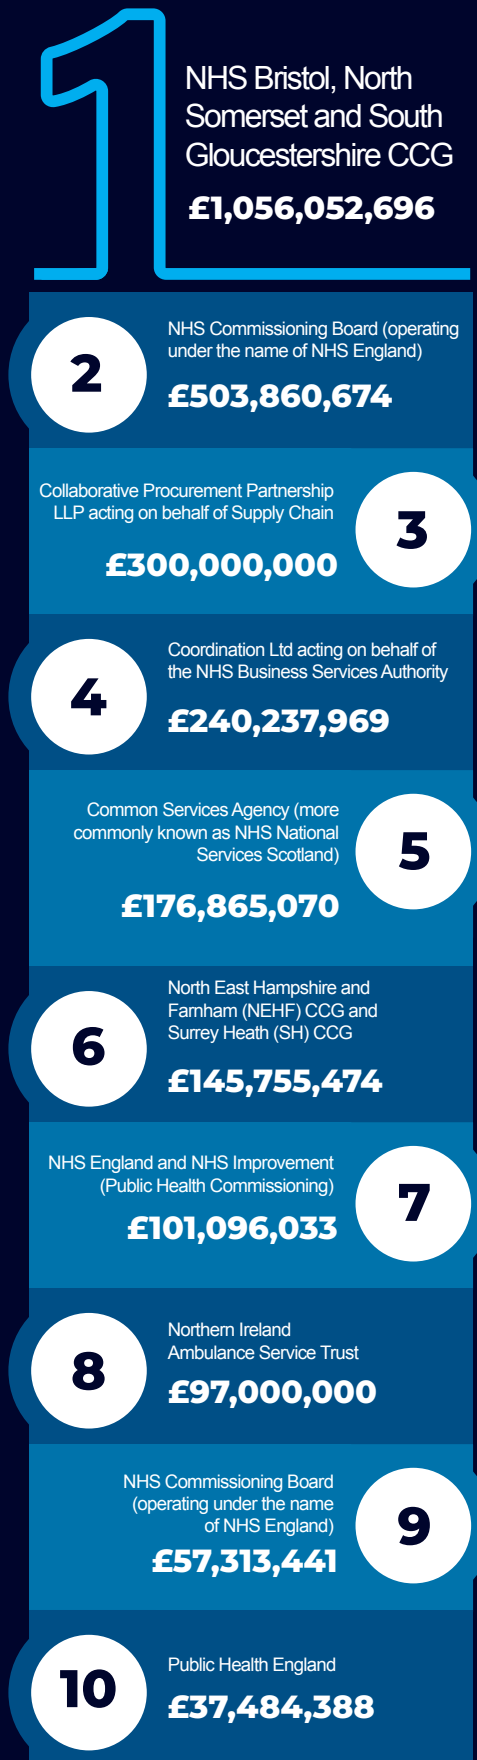 1
NHS Bristol, North
Somerset and South
Gloucestershire CCG
£1,056,052,696
2
NHS Commissioning Board (operating
under the name of NHS England)
£503,860,674
Collaborative Procurement Partnership
LLP acting on behalf of Supply Chain
£300,000,000
3
4
Coordination Ltd acting on behalf of
the NHS Business Services Authority
£240,237,969
Common Services Agency (more
commonly known as NHS National
Services Scotland)
£176,865,070
5
6
North East Hampshire and
Farnham (NEHF) CCG and
Surrey Heath (SH) CCG
£145,755,474
NHS England and NHS Improvement
(Public Health Commissioning)
£101,096,033
7
8
Northern Ireland
Ambulance Service Trust
£97,000,000
NHS Commissioning Board
(operating under the name
of NHS England)
£57,313,441
9
10
Public Health England
£37,484,388